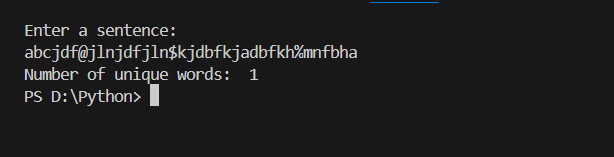 Enter a sentence:
abcjdf@jlnjdfjln$kjdbfkjadbfkh%mnfbha
Number of unique words:  1
PS D:\Python>